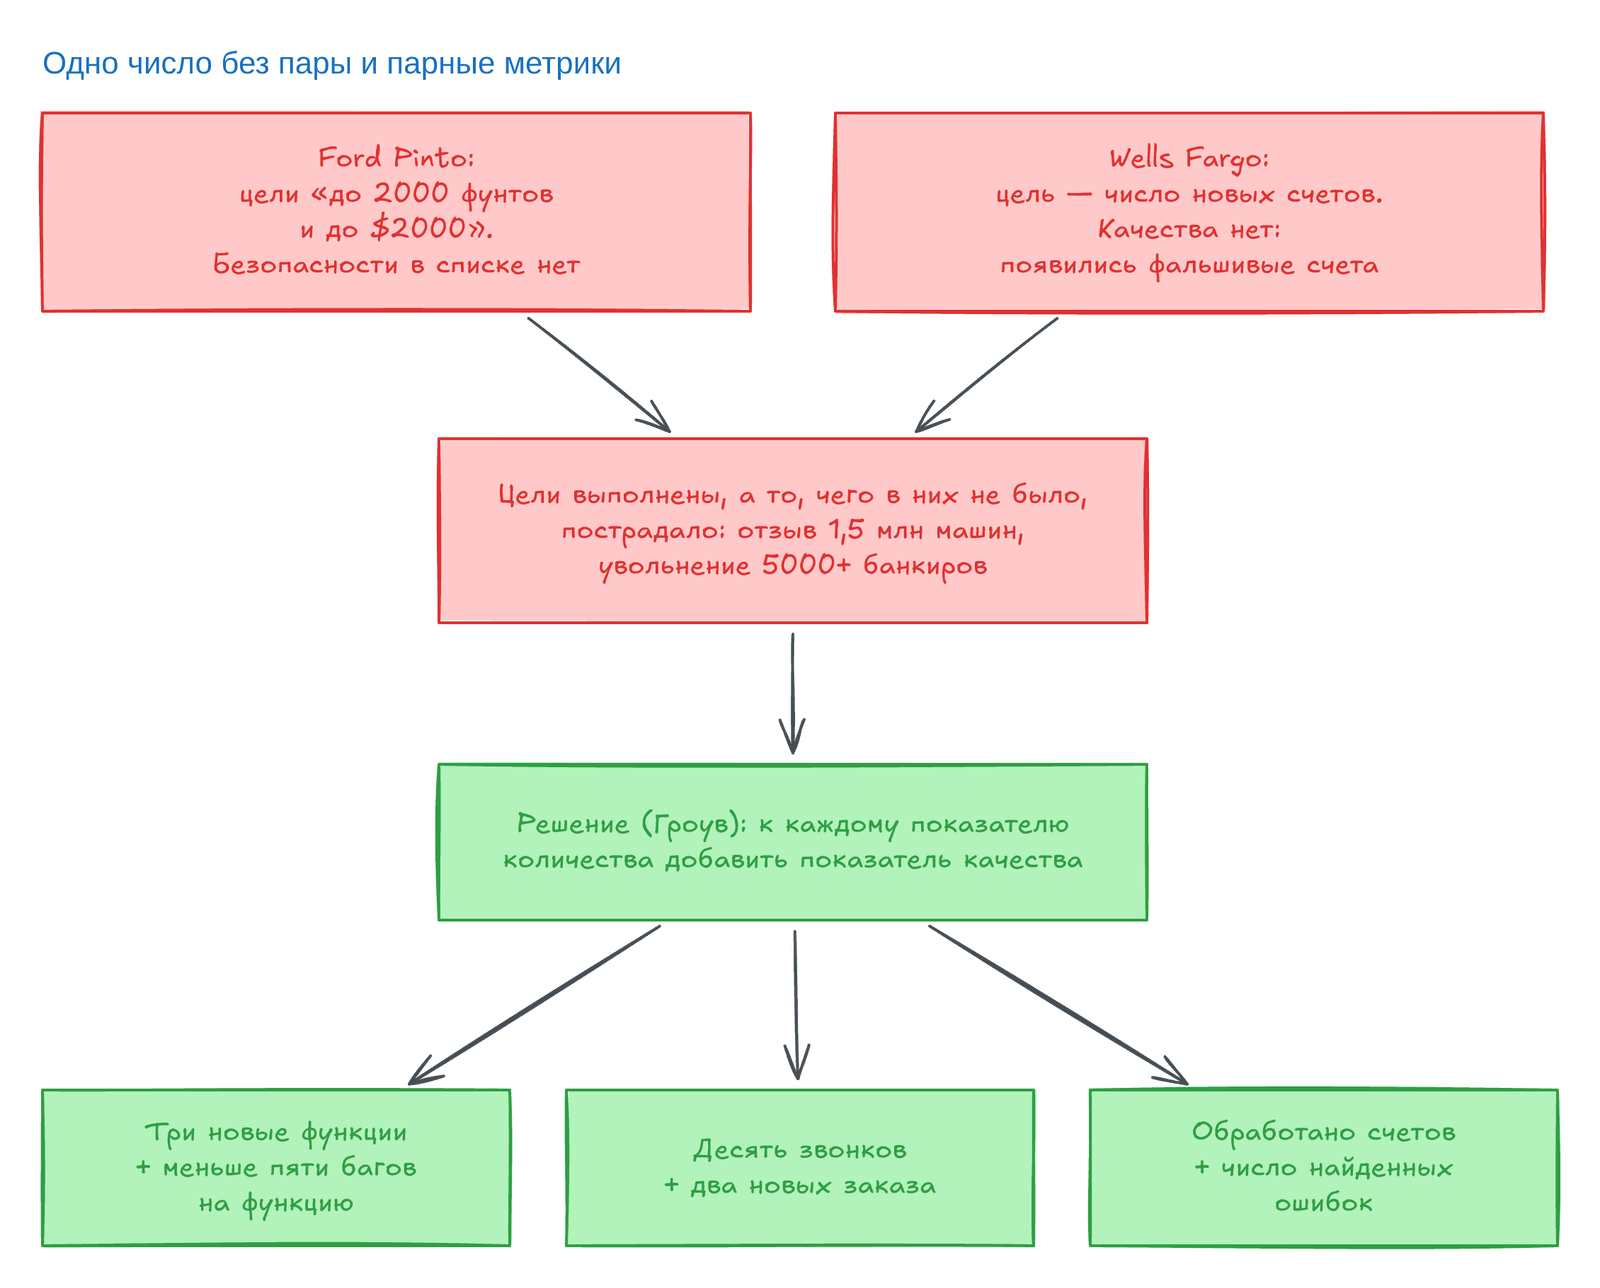 Одно число без пары и парные метрики
Ford Pinto:
цели «до 2000 фунтов
и до $2000».
Безопасности в списке нет
Wells Fargo:
цель — число новых счетов.
Качества нет:
появились фальшивые счета
Цели выполнены, а то, чего в них не было,
пострадало: отзыв 1,5 млн машин,
увольнение 5000+ банкиров
Решение (Гроув): к каждому показателю
количества добавить показатель качества
Три новые функции
+ меньше пяти багов
на функцию
Десять звонков
+ два новых заказа
Обработано счетов
+ число найденных
ошибок